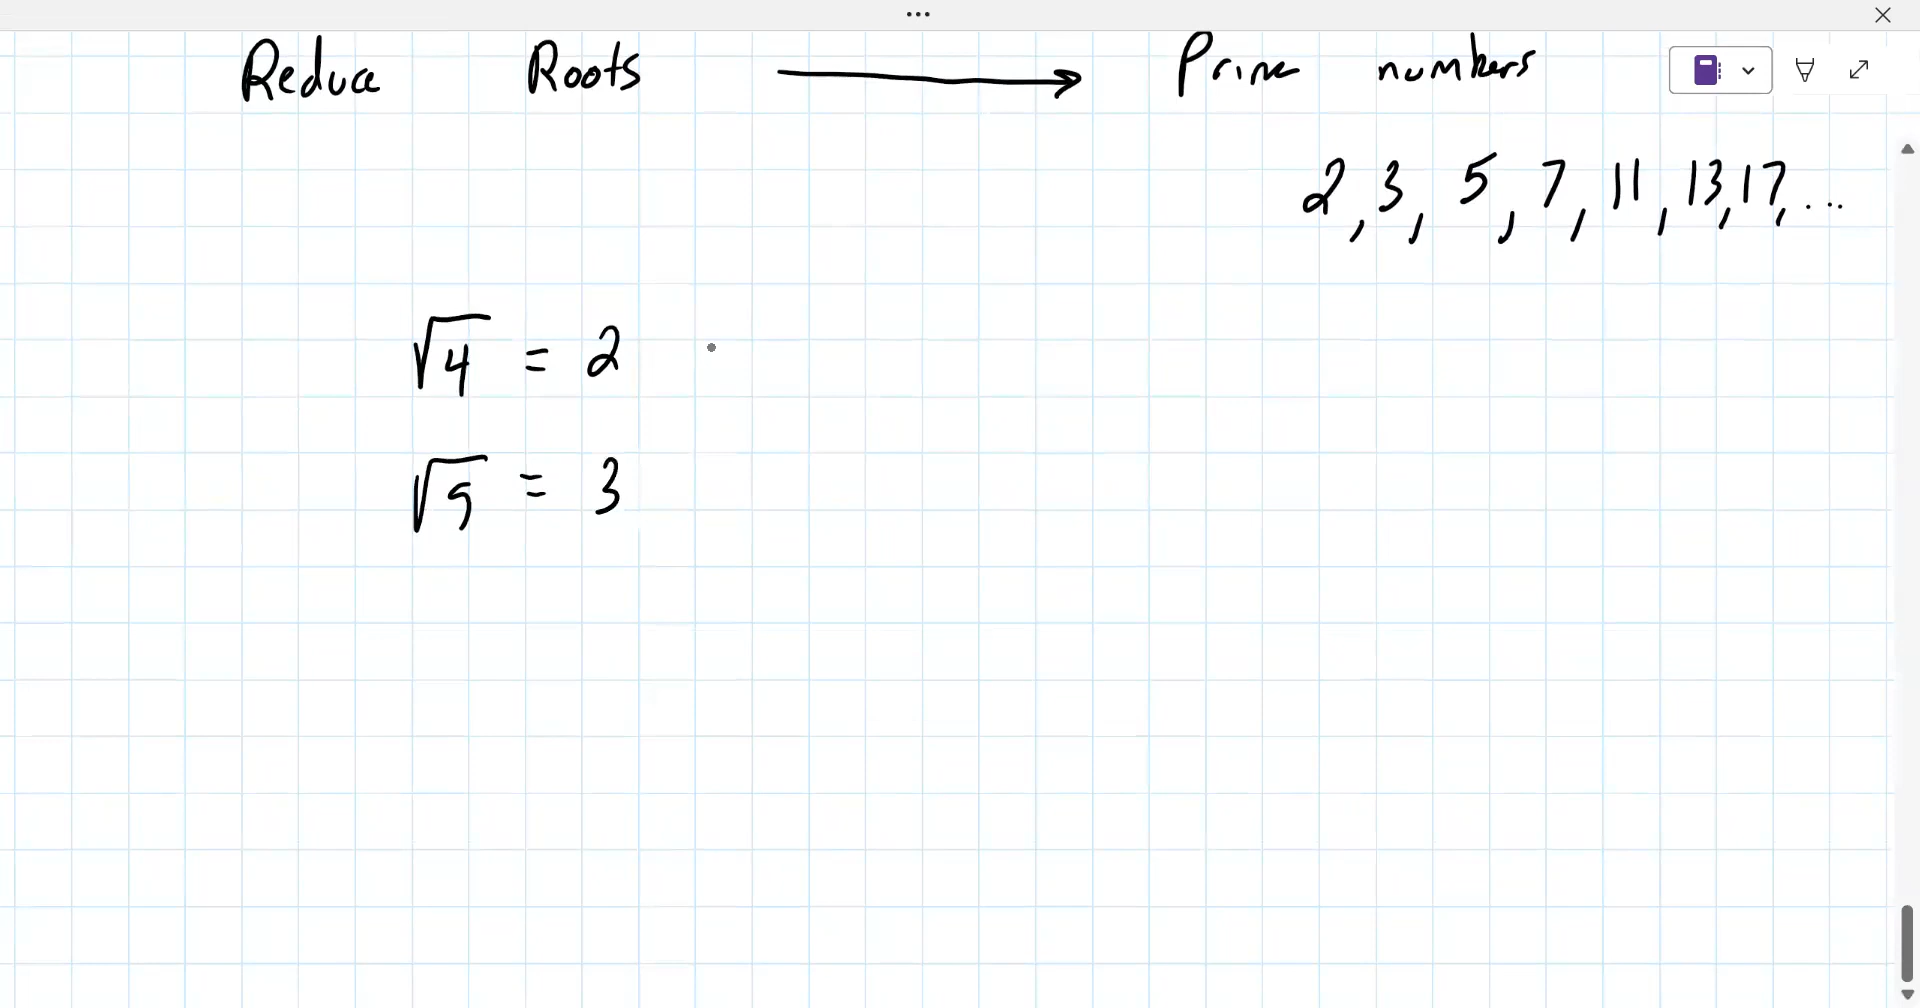 Reduce Roots → Prime numbers
2, 3, 5, 7, 11, 13, 17, ...
√4 = 2
√9 = 3